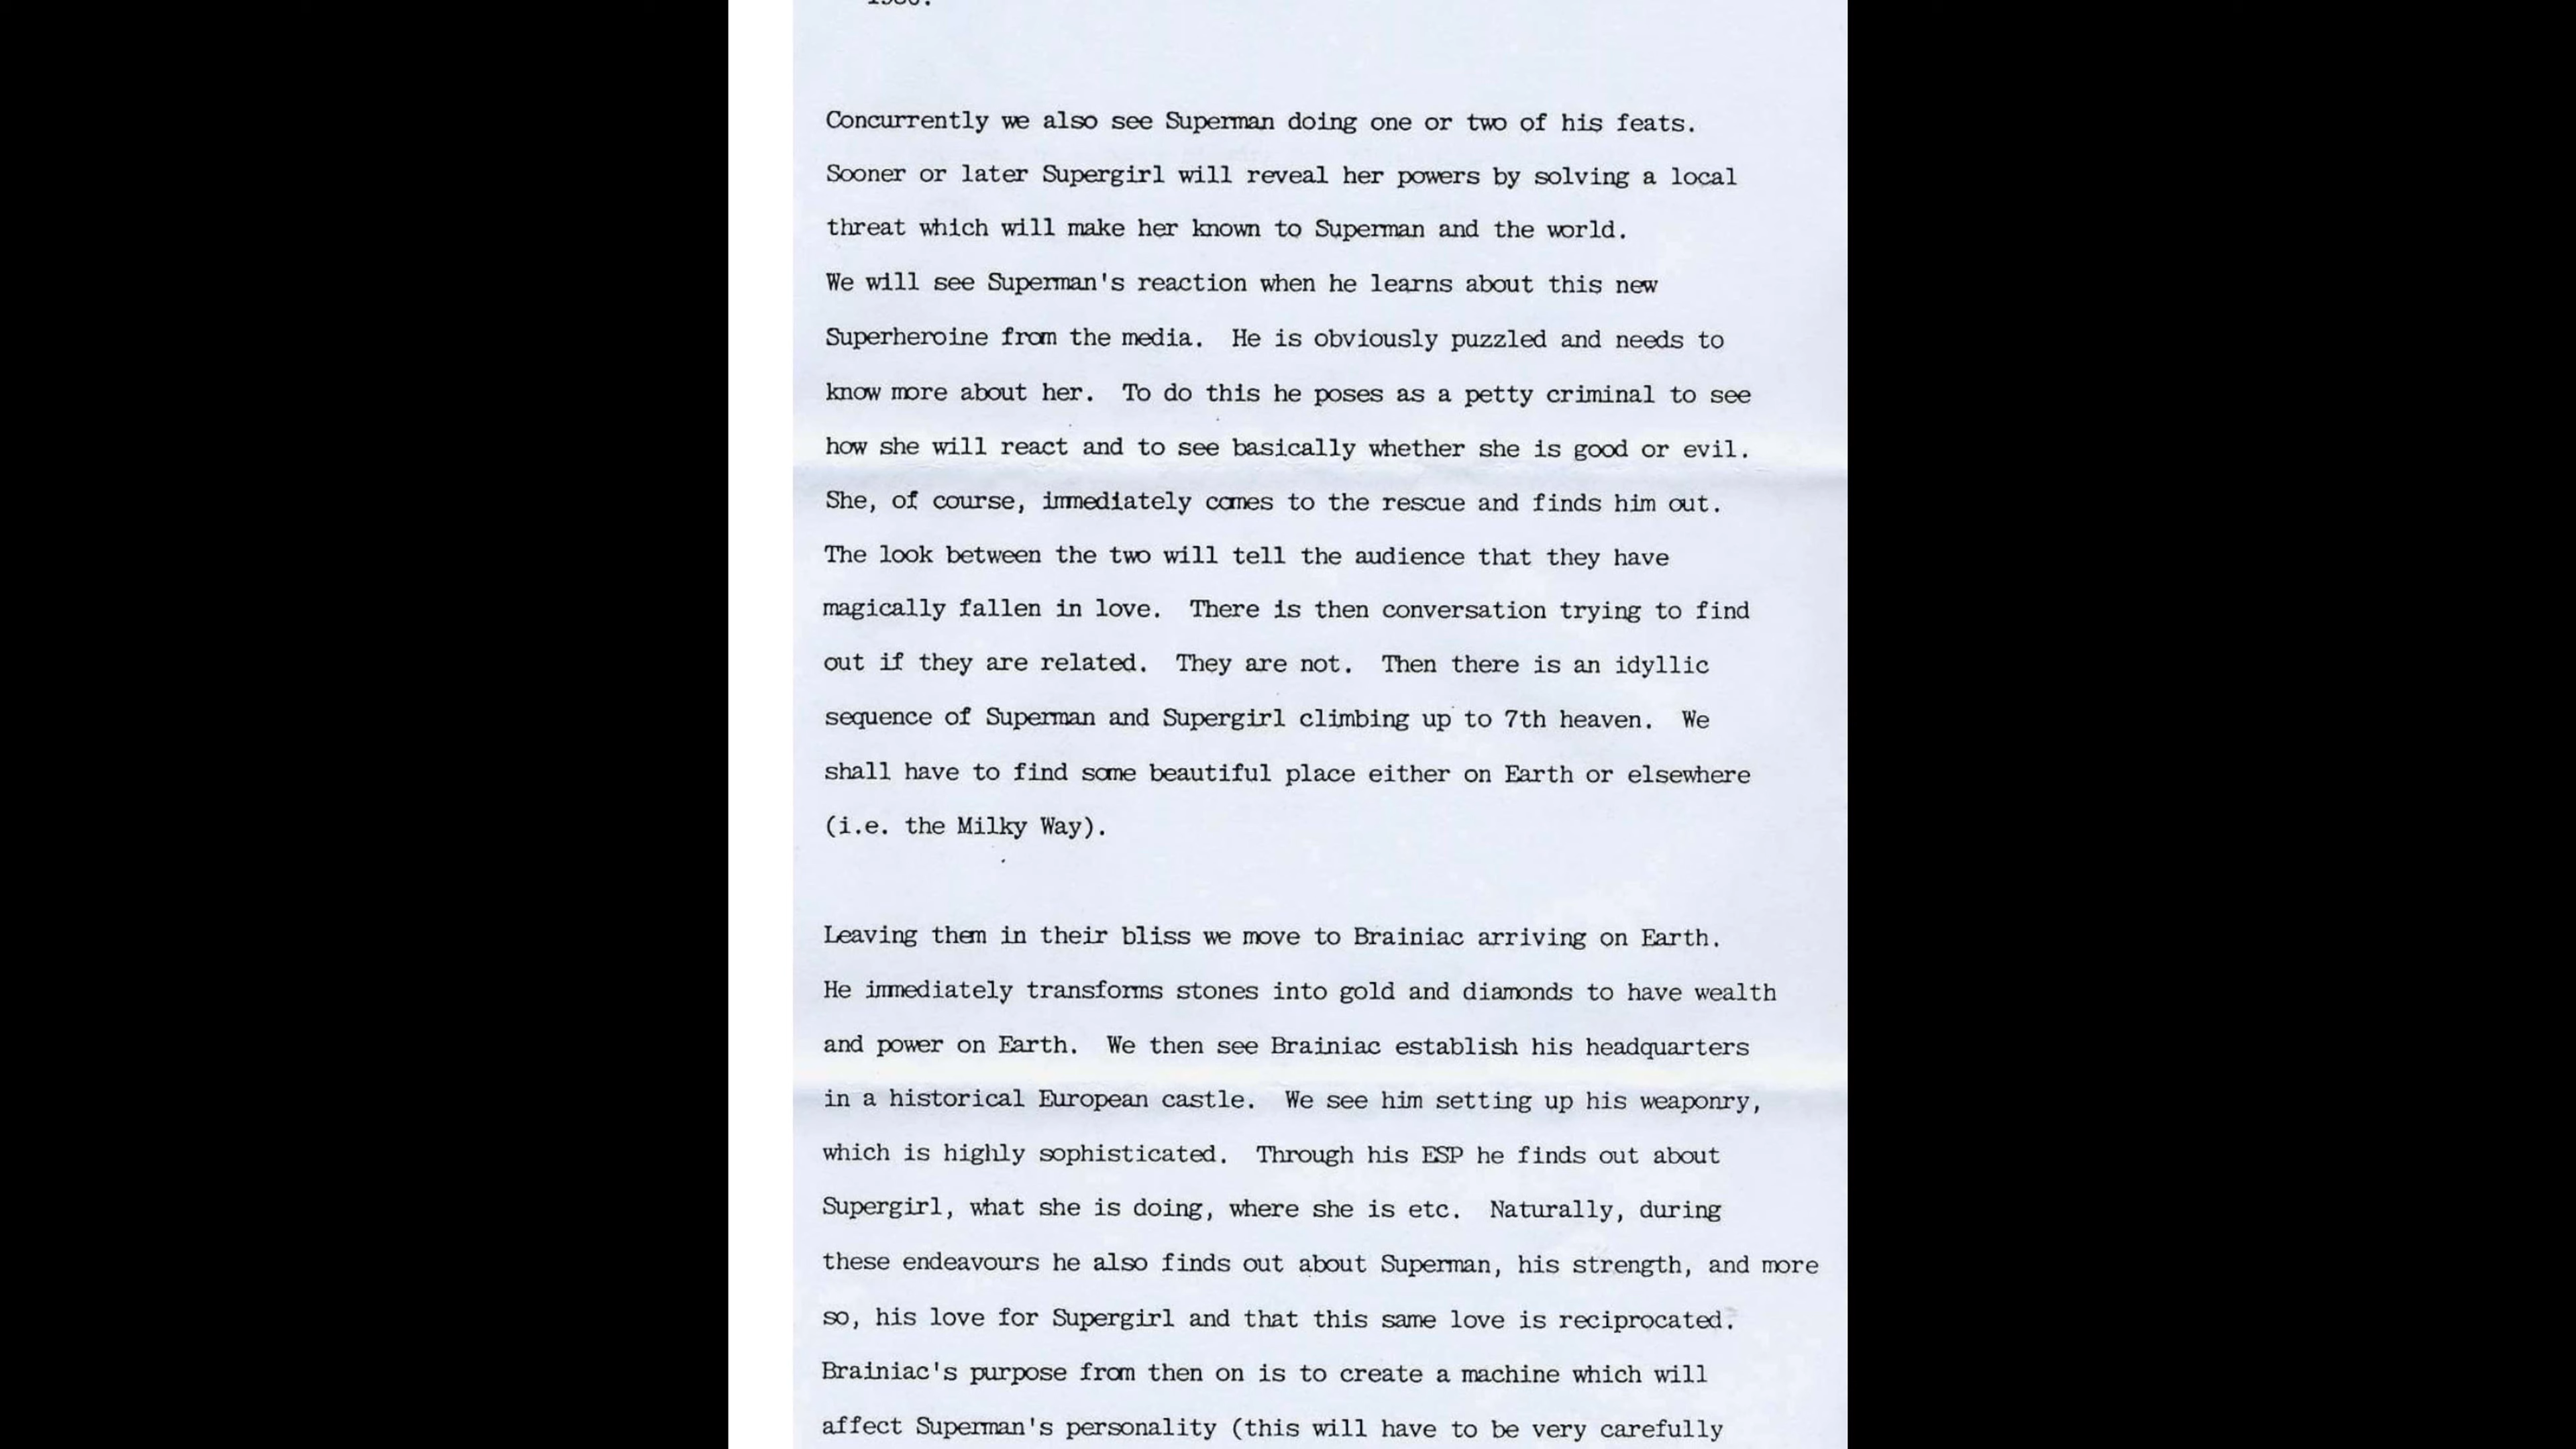 Concurrently we also see Superman doing one or two of his feats.
Sooner or later Supergirl will reveal her powers by solving a local
threat which will make her known to Superman and the world.
We will see Superman's reaction when he learns about this new
Superheroine from the media. He is obviously puzzled and needs to
know more about her. To do this he poses as a petty criminal to see
how she will react and to see basically whether she is good or evil.
She, of course, immediately comes to the rescue and finds him out.
The look between the two will tell the audience that they have
magically fallen in love. There is then conversation trying to find
out if they are related. They are not. Then there is an idyllic
sequence of Superman and Supergirl climbing up to 7th heaven. We
shall have to find some beautiful place either on Earth or elsewhere
(i.e. the Milky Way).
Leaving them in their bliss we move to Brainiac arriving on Earth.
He immediately transforms stones into gold and diamonds to have wealth
and power on Earth. We then see Brainiac establish his headquarters
in a historical European castle. We see him setting up his weaponry,
which is highly sophisticated. Through his ESP he finds out about
Supergirl, what she is doing, where she is etc. Naturally, during
these endeavours he also finds out about Superman, his strength, and more
so, his love for Supergirl and that this same love is reciprocated.
Brainiac's purpose from then on is to create a machine which will
affect Superman's personality (this will have to be very carefully